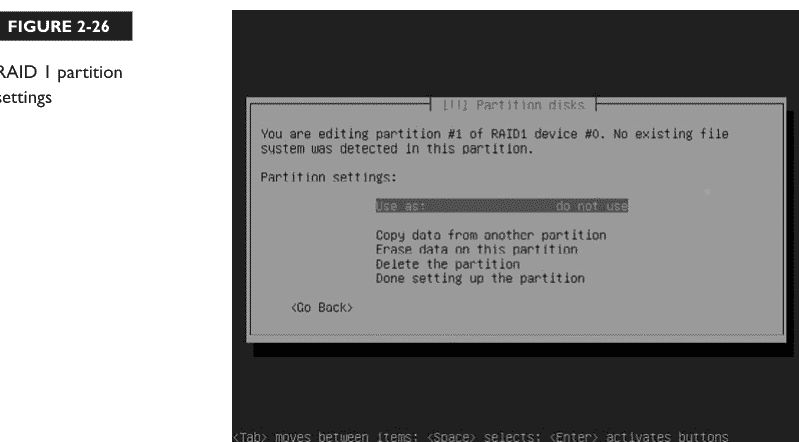 FIGURE 2-26
RAID 1 partition
settings
[!!] Partition disks
You are editing partition #1 of RAID1 device #0. No existing file
system was detected in this partition.
Partition settings:
Use as: do not use
Copy data from another partition
Erase data on this partition
Delete the partition
Done setting up the partition
<Go Back>
<Tab> moves between items; <Space> selects; <Enter> activates buttons